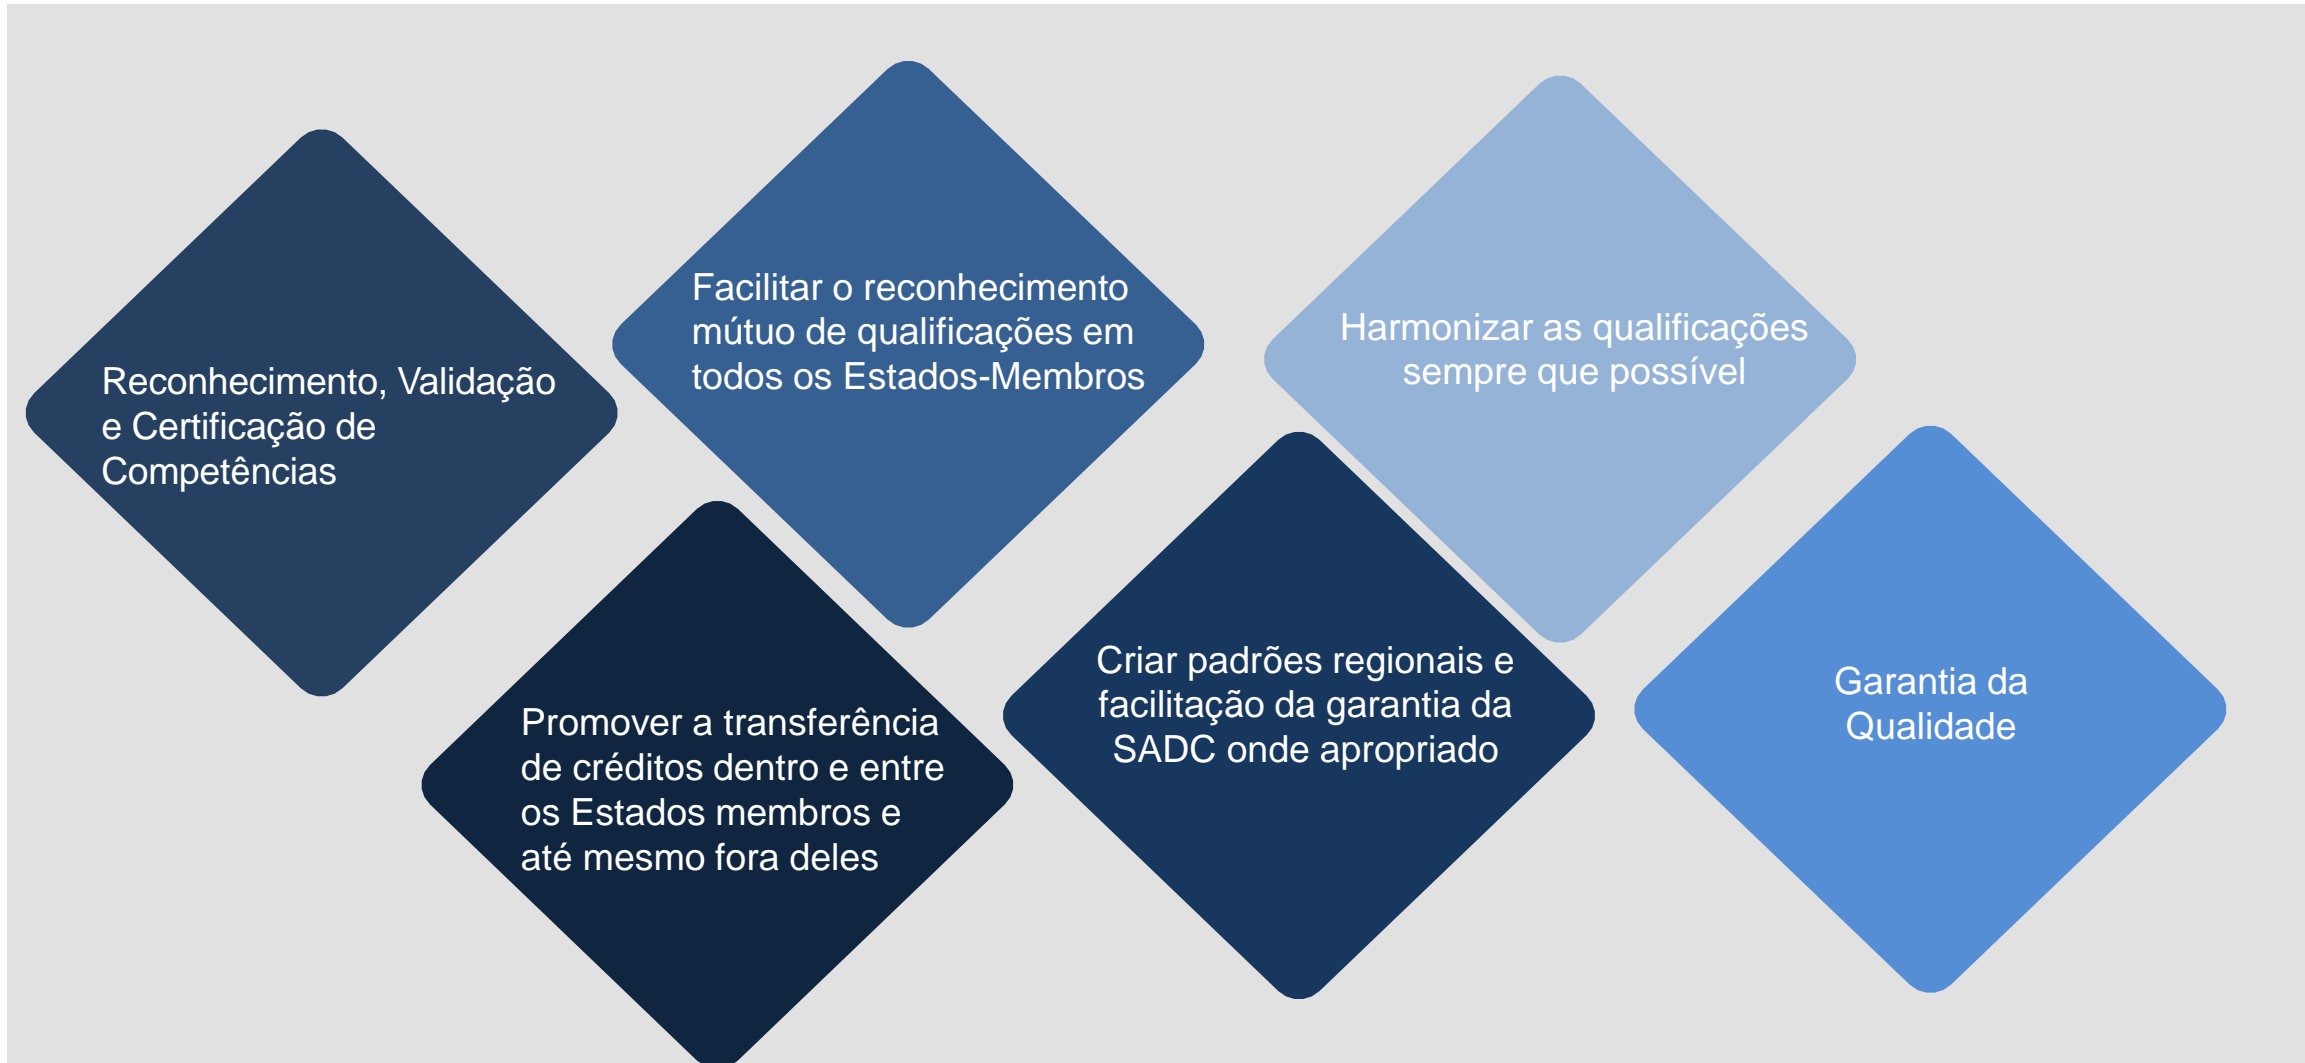 Reconhecimento, Validação
e Certificação de
Competências
Facilitar o reconhecimento
mútuo de qualificações em
todos os Estados-Membros
Harmonizar as qualificações
sempre que possível
Promover a transferência
de créditos dentro e entre
os Estados membros e
até mesmo fora deles
Criar padrões regionais e
facilitação da garantia da
SADC onde apropriado
Garantia da
Qualidade